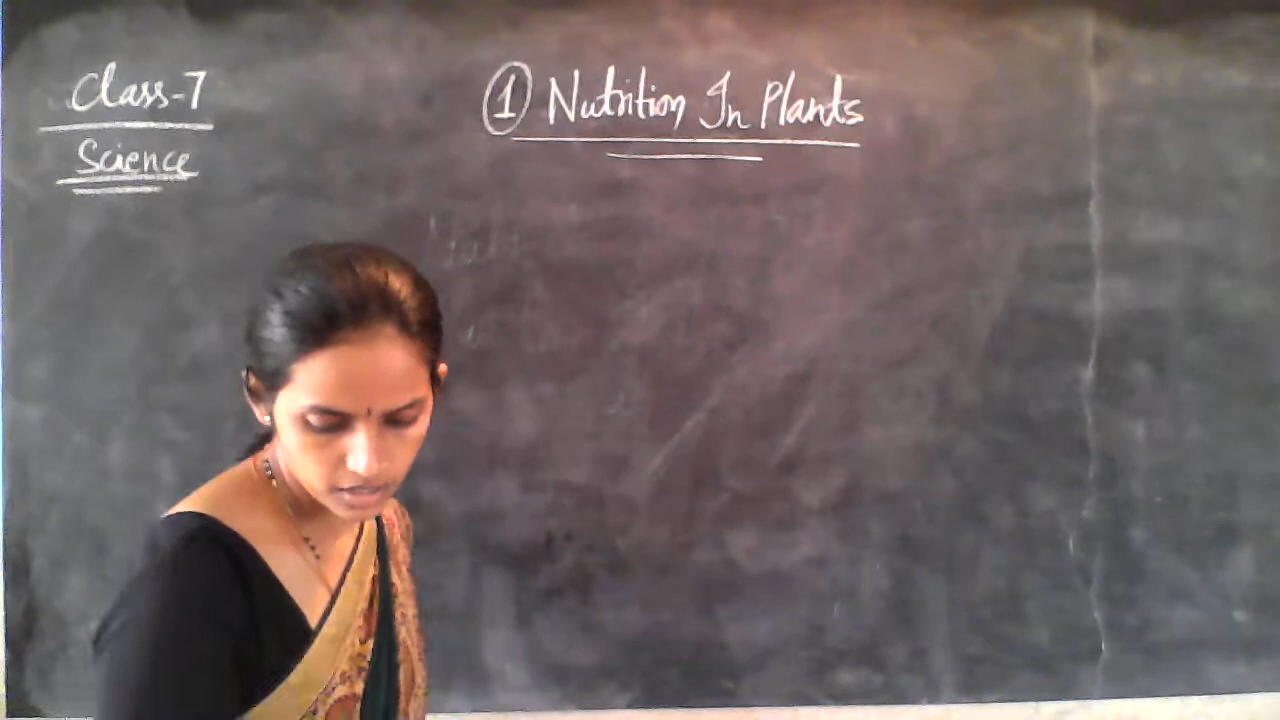 Class-7
Science
① Nutrition In Plants